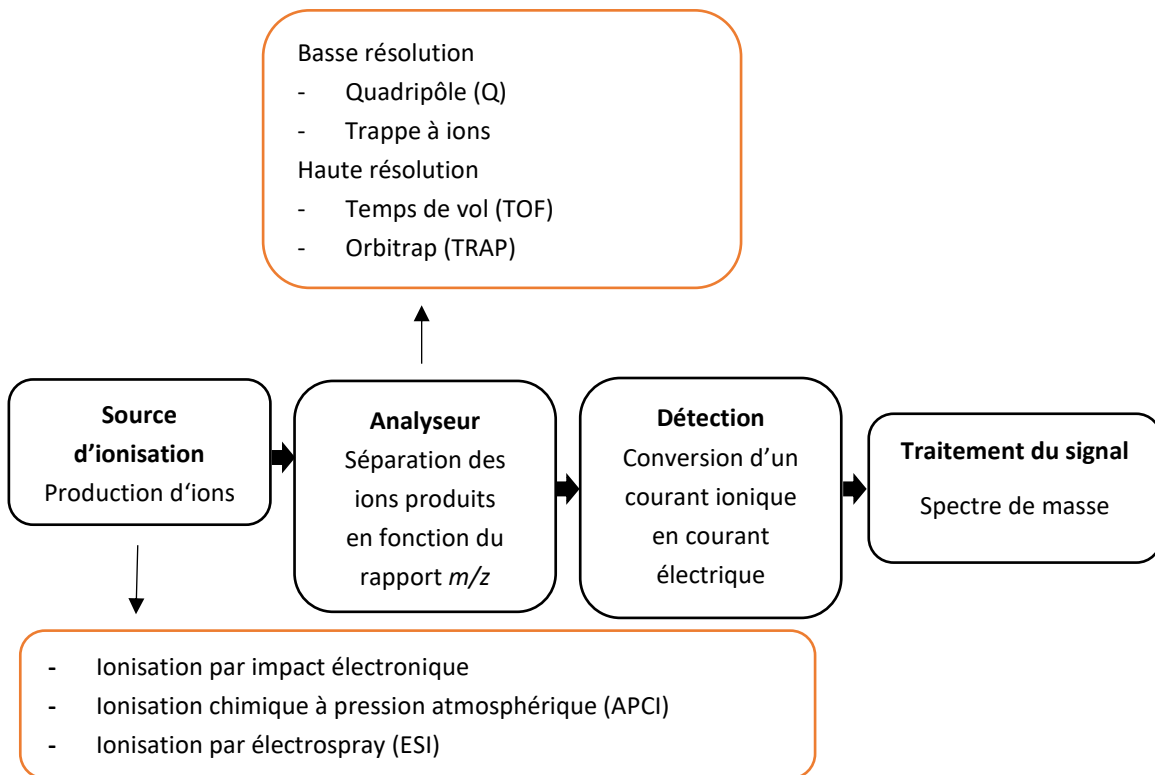 Basse résolution
- Quadripôle (Q)
- Trappe à ions
Haute résolution
- Temps de vol (TOF)
- Orbitrap (TRAP)
Source
d’ionisation
Production d‘ions
Analyseur
Séparation des
ions produits
en fonction du
rapport m/z
Détection
Conversion d’un
courant ionique
en courant
électrique
Traitement du signal
Spectre de masse
- Ionisation par impact électronique
- Ionisation chimique à pression atmosphérique (APCI)
- Ionisation par électrospray (ESI)